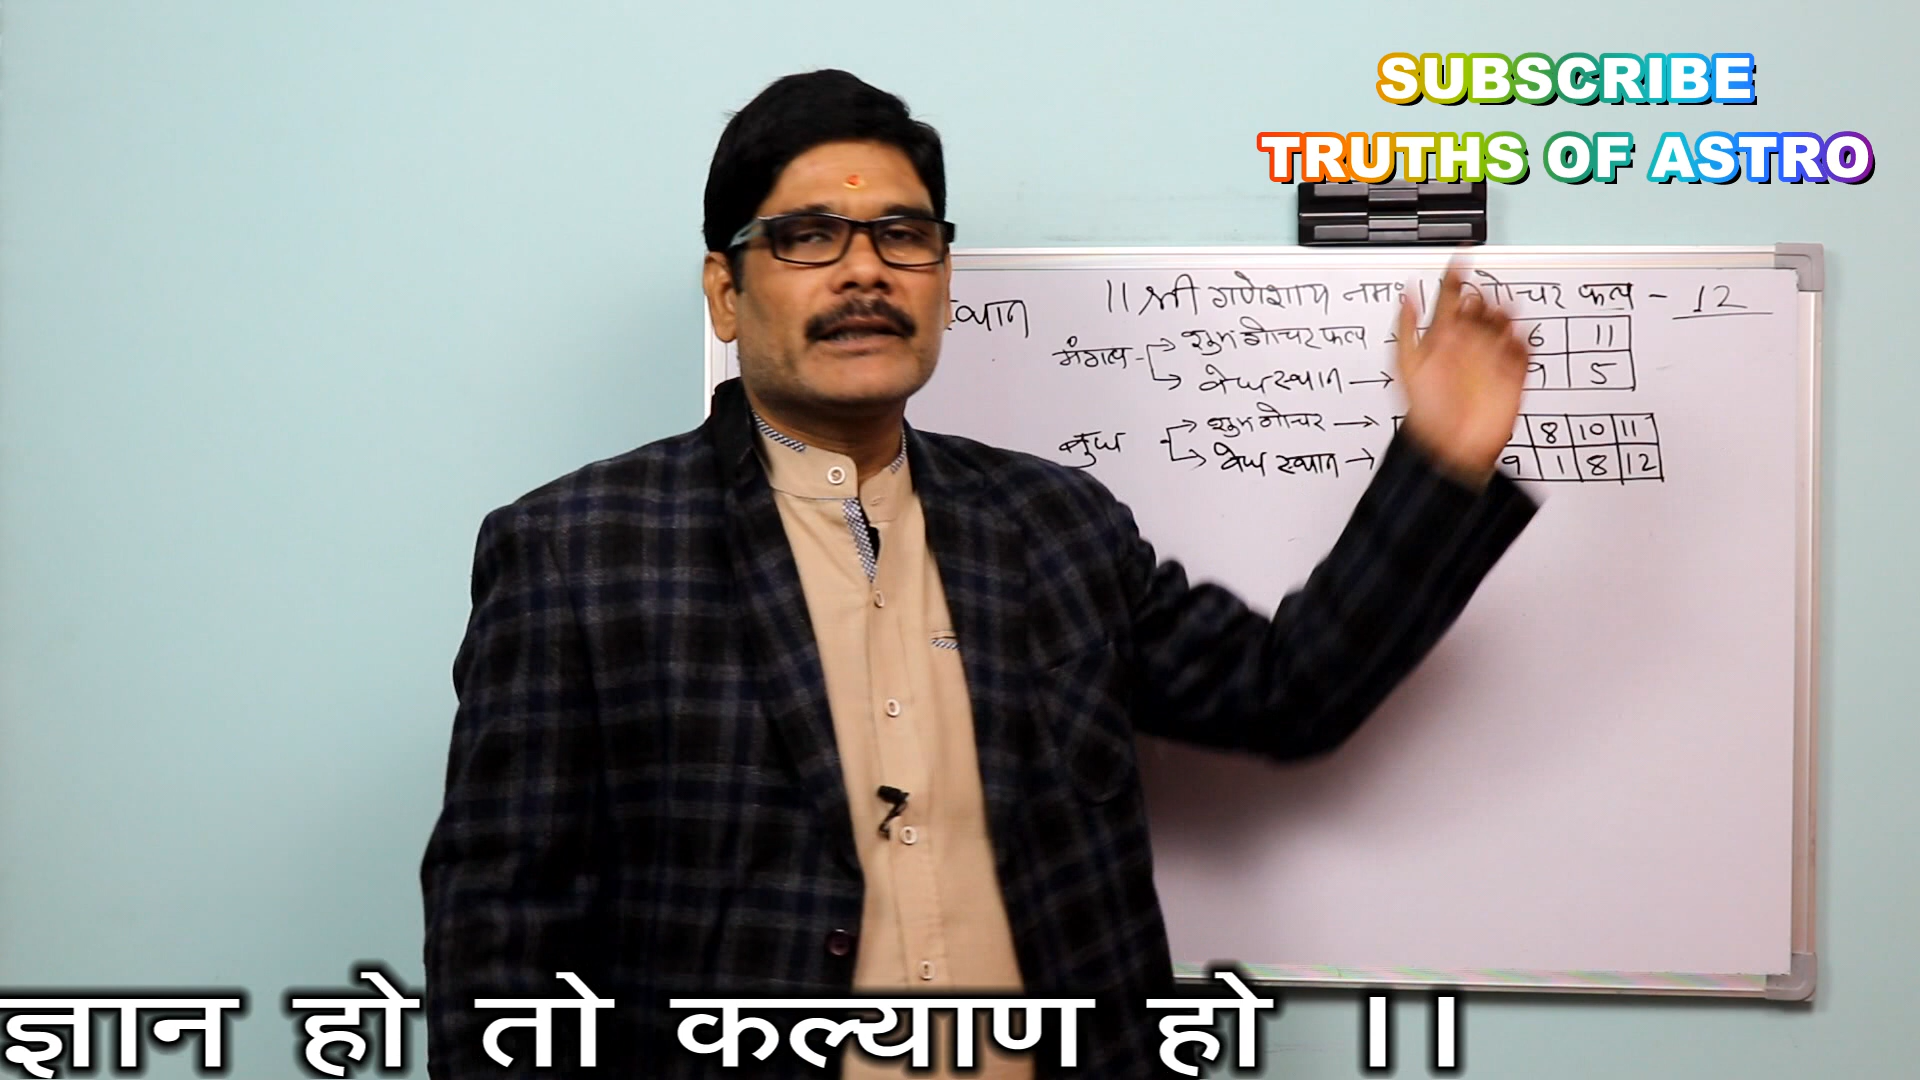 SUBSCRIBE
TRUTHS OF ASTRO
।। श्री गणेशाय नमः ।। गोचर फल - 12
मंगल शुभ गोचर फल → 6 11
वेध स्थान → 9 5
बुध शुभ गोचर → 8 10 11
वेध स्थान → 9 1 8 12
ज्ञान हो तो कल्याण हो ।।